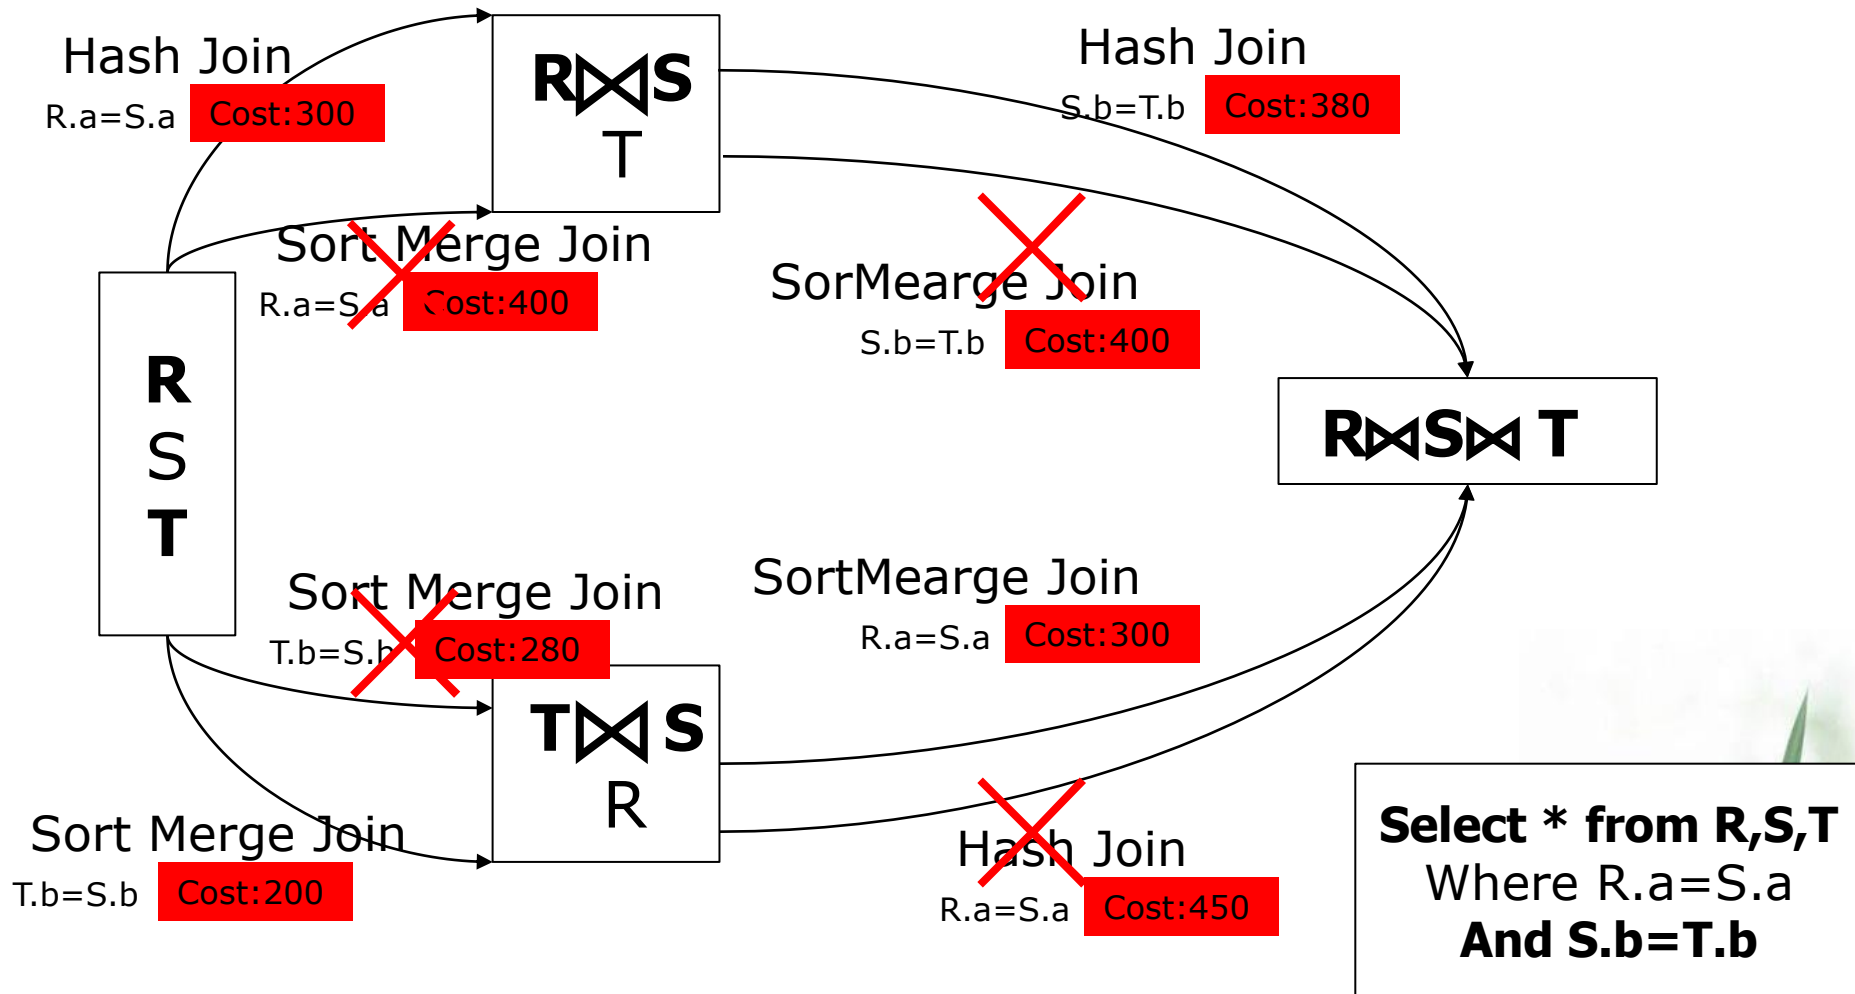 Hash Join
R.a=S.a Cost:300
R⋈S
T
Hash Join
S.b=T.b Cost:380
Sort Merge Join
R.a=S.a Cost:400
SorMearge Join
S.b=T.b Cost:400
R
S
T
R⋈S⋈ T
Sort Merge Join
T.b=S.b Cost:280
SortMearge Join
R.a=S.a Cost:300
T⋈ S
R
Sort Merge Join
T.b=S.b Cost:200
Hash Join
R.a=S.a Cost:450
Select * from R,S,T
Where R.a=S.a
And S.b=T.b